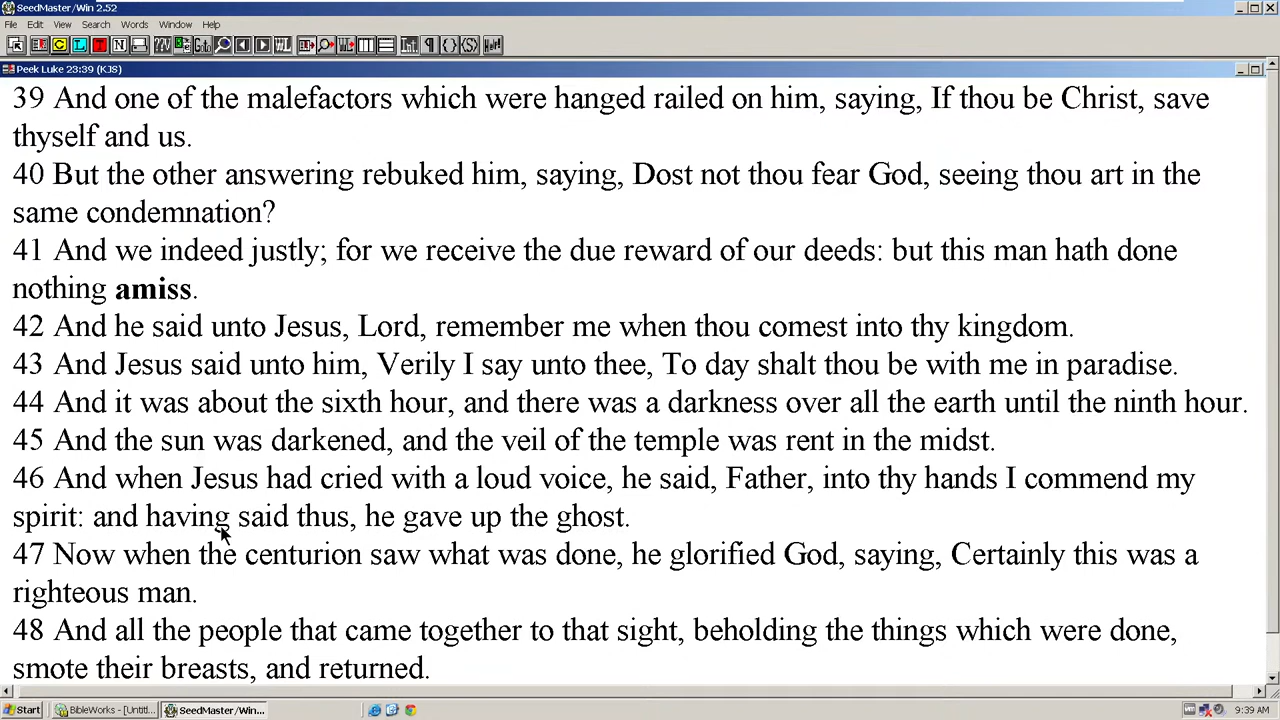 SeedMaster/Win 2.52
File Edit View Search Words Window Help
Peek Luke 23:39 (KJS)
39 And one of the malefactors which were hanged railed on him, saying, If thou be Christ, save
thyself and us.
40 But the other answering rebuked him, saying, Dost not thou fear God, seeing thou art in the
same condemnation?
41 And we indeed justly; for we receive the due reward of our deeds: but this man hath done
nothing amiss.
42 And he said unto Jesus, Lord, remember me when thou comest into thy kingdom.
43 And Jesus said unto him, Verily I say unto thee, To day shalt thou be with me in paradise.
44 And it was about the sixth hour, and there was a darkness over all the earth until the ninth hour.
45 And the sun was darkened, and the veil of the temple was rent in the midst.
46 And when Jesus had cried with a loud voice, he said, Father, into thy hands I commend my
spirit: and having said thus, he gave up the ghost.
47 Now when the centurion saw what was done, he glorified God, saying, Certainly this was a
righteous man.
48 And all the people that came together to that sight, beholding the things which were done,
smote their breasts, and returned.
Start BibleWorks - [Untitl... SeedMaster/Win... 9:39 AM